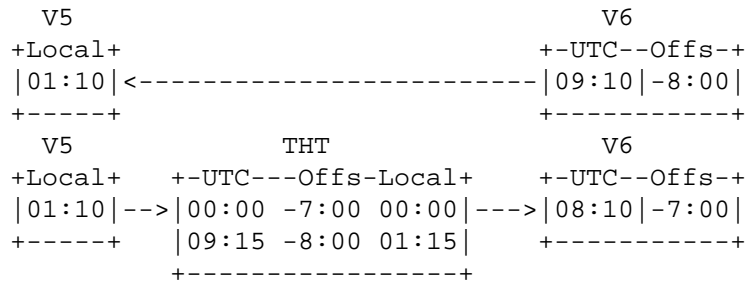 V5                                 V6
+Local+                          +-UTC--Offs-+
|01:10|<-------------------------|09:10|-8:00|
+-----+                          +-----------+
  V5             THT                 V6
+Local+   +-UTC---Offs-Local+    +-UTC--Offs-+
|01:10|-->|00:00 -7:00 00:00|--->|08:10|-7:00|
+-----+   |09:15 -8:00 01:15|    +-----------+
          +-----------------+